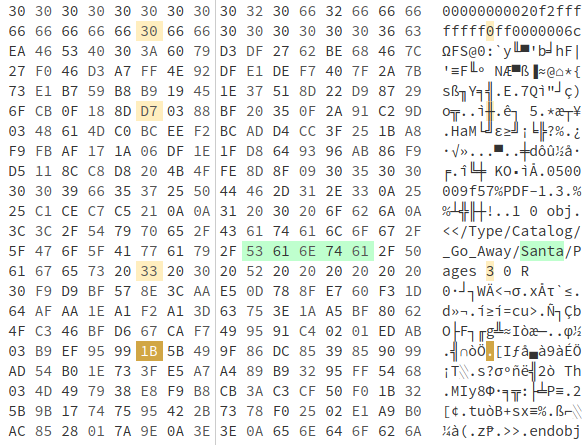 30 30 30 30 30 30 30 30 30 32 30 66 32 66 66 66 00000000020f2fff
66 66 66 66 66 30 66 66 30 30 30 30 30 30 36 63 fffff0ff0000006c
EA 46 53 40 30 3A 60 79 D3 DF 27 62 BE 68 46 7C ΩFS@0:`y╙▀'b╛hF|
27 F0 46 D3 A7 FF 4E 92 DF E1 DE F7 40 7F 2A 7B '≡F╙º NÆ▀ß▐≈@⌂*{
73 E1 B7 59 B8 B9 19 45 1E 37 51 8D 22 D9 87 29 sß╖Y╕╣.E.7Qì"┘ç)
6F CB 0F 18 8D D7 03 88 BF 20 35 0F 2A 91 C2 9D o╦..ì╫.ê┐ 5.*æ┬¥
03 48 61 4D C0 BC EE F2 BC AD D4 CC 3F 25 1B A8 .HaM└╝ε≥╝¡╘╠?%.¿
F9 FB AF 17 1A 06 DF 1E 1F D8 64 93 96 AB 86 F9 ∙√»...▀..╪dôû½å∙
D5 11 8C C8 D8 20 4B 4F FE 8D 8F 09 30 35 30 30 ╒.î╚╪ KO■ìÅ.0500
30 30 39 66 35 37 25 50 44 46 2D 31 2E 33 0A 25 009f57%PDF-1.3.%
25 C1 CE C7 C5 21 0A 0A 31 20 30 20 6F 62 6A 0A %┴╬╟┼!..1 0 obj.
3C 3C 2F 54 79 70 65 2F 43 61 74 61 6C 6F 67 2F <</Type/Catalog/
5F 47 6F 5F 41 77 61 79 2F 53 61 6E 74 61 2F 50 _Go_Away/Santa/P
61 67 65 73 20 33 20 30 20 52 20 20 20 20 20 20 ages 3 0 R
30 F9 D9 BF 57 8E 3C AA E5 0D 78 8F E7 60 F3 1D 0∙┘┐WÄ<¬σ.xÅτ`≤.
64 AF AA 1E A1 F2 A1 3D 63 75 3E 1A A5 BF 80 62 d»¬.í≥í=cu>.Ñ┐Çb
4F C3 46 BF D6 67 CA F7 49 95 91 C4 02 01 ED AB O├F┐╓g╩≈Iòæ─..φ½
03 B9 EF 95 99 1B 5B 49 9F 86 DC 85 39 85 90 99 .╣∩òÖ.[Iƒå▄à9àÉÖ
AD 54 B0 1E 73 3F E5 A7 A4 89 B9 32 95 FF 54 68 ¡T░.s?σºñë╣2ò Th
03 4D 49 79 38 E8 F9 B8 CB 3A C3 CF 50 F0 1B 32 .MIy8Φ∙╕╦:├╧P≡.2
5B 9B 17 74 75 95 42 2B 73 78 F0 25 02 E1 A9 B0 [¢.tuòB+sx≡%.ß⌐░
AC 85 28 01 7A 9E 0A 3E 3E 0A 65 6E 64 6F 62 6A ¼à(.z₧.>>.endobj